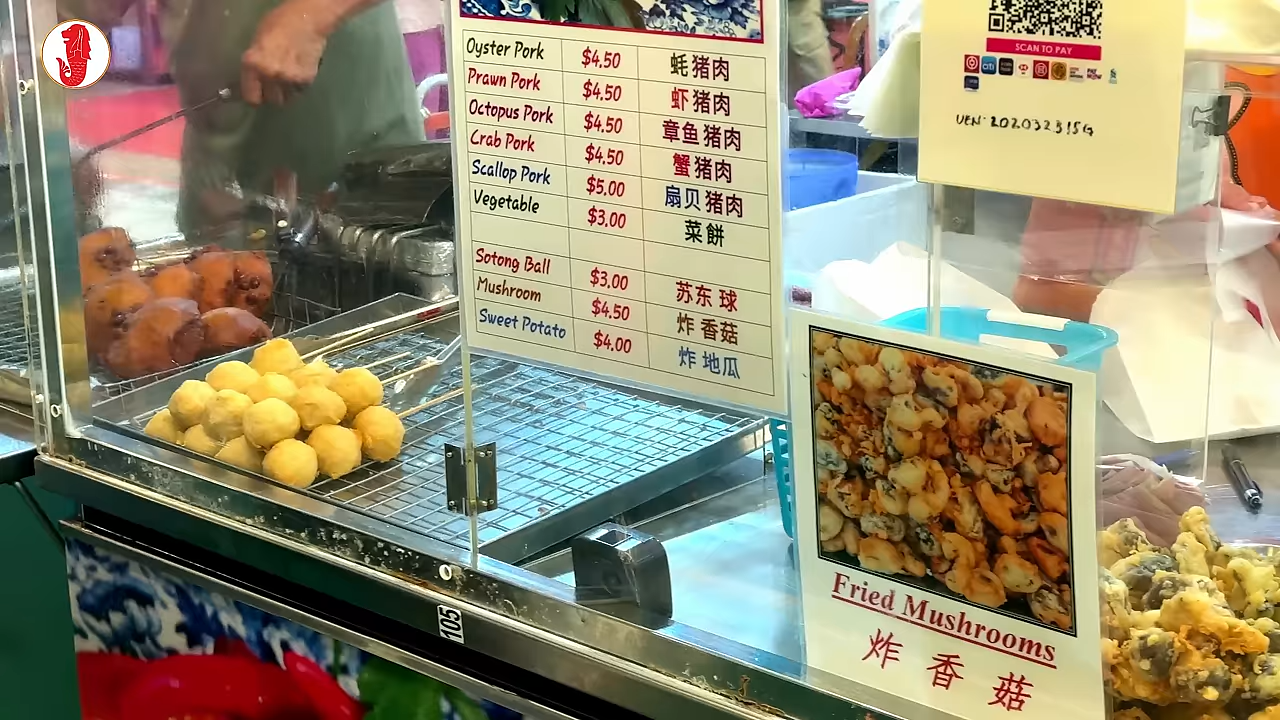 Oyster Pork $4.50 蚝猪肉
Prawn Pork $4.50 虾猪肉
Octopus Pork $4.50 章鱼猪肉
Crab Pork $4.50 蟹猪肉
Scallop Pork $5.00 扇贝猪肉
Vegetable $3.00 菜餅
Sotong Ball $3.00 苏东球
Mushroom $4.50 炸香菇
Sweet Potato $4.00 炸地瓜
SCAN TO PAY
citi
UEN: 202032315G
Fried Mushrooms
炸香菇
105